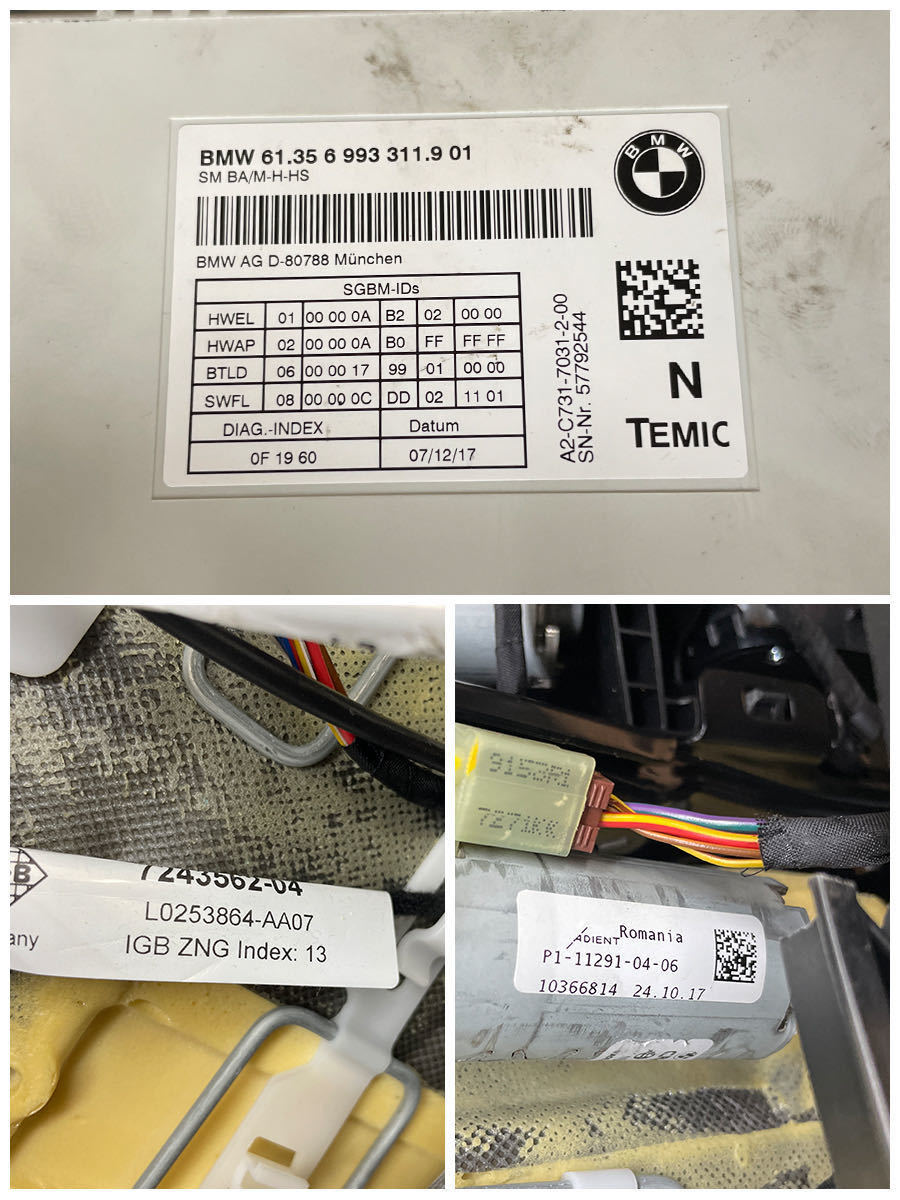 BMW 61.35 6 993 311.9 01
SM BA/M-H-HS
BMW
BMW AG D-80788 München
SGBM-IDs
HWEL 01 00 00 0A B2 02 00 00
HWAP 02 00 00 0A B0 FF FF FF
BTLD 06 00 00 17 99 01 00 00
SWFL 08 00 00 0C DD 02 11 01
DIAG.-INDEX Datum
0F 19 60 07/12/17
A2-C731-7031-2-00
SN-Nr. 57792544
N
TEMIC
7243562-04
L0253864-AA07
IGB ZNG Index: 13
B
any
7271KK
ADIENT Romania
P1-11291-04-06
10366814 24.10.17